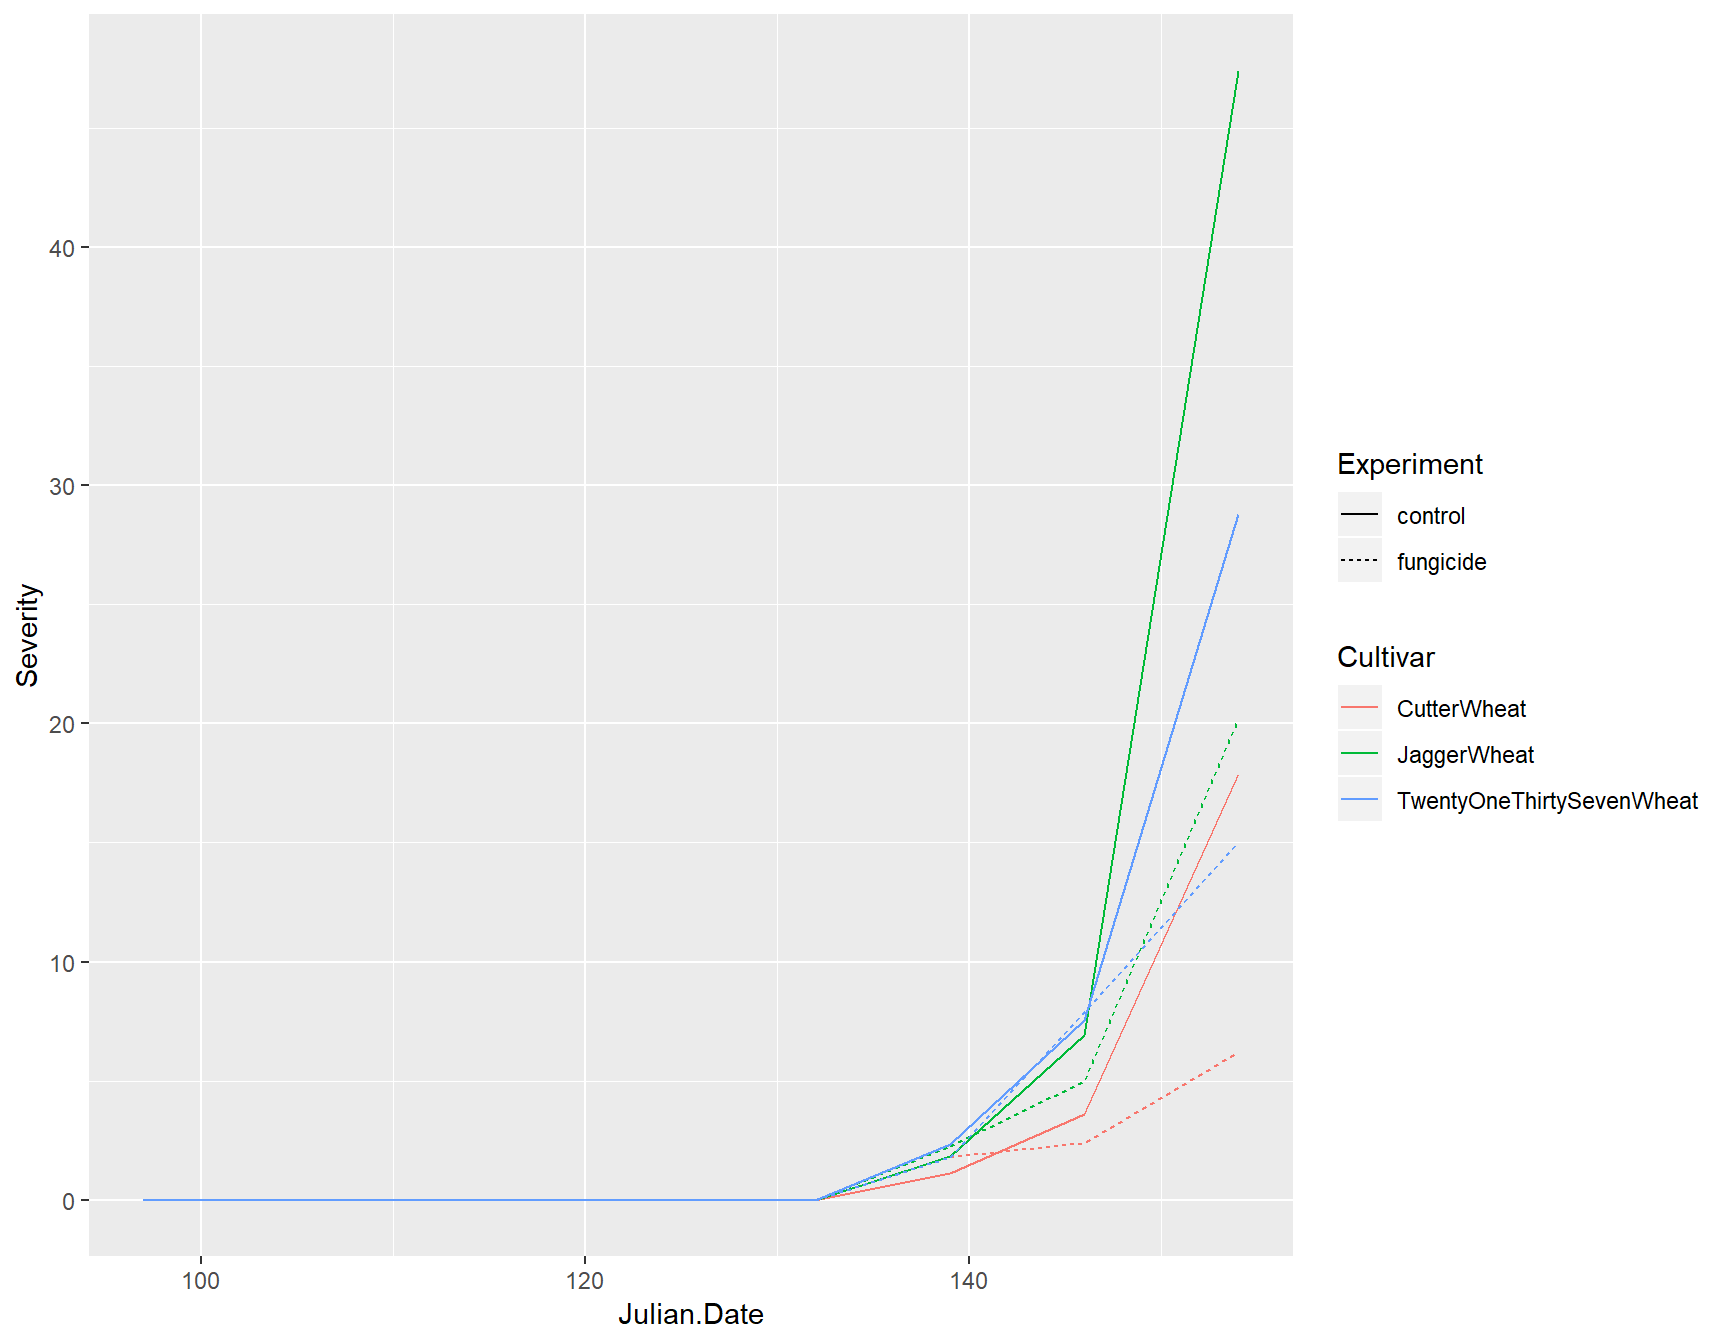 Severity
40
30
20
10
0
100 120 140
Julian.Date
Experiment
control
fungicide
Cultivar
CutterWheat
JaggerWheat
TwentyOneThirtySevenWheat